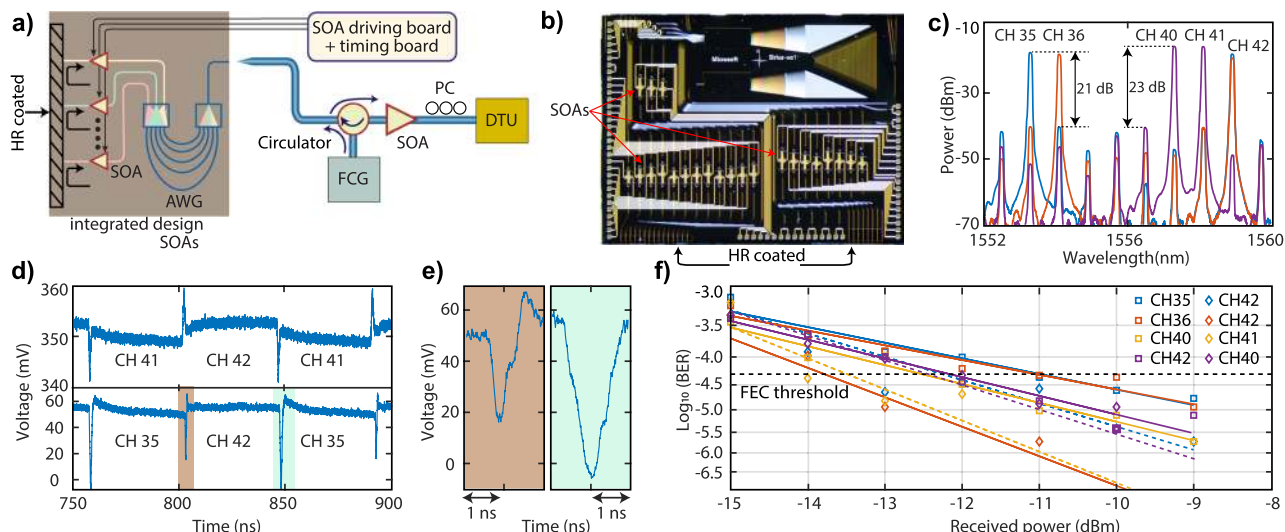 a)
SOA driving board
+ timing board
HR coated
SOA
AWG
integrated design
SOAs
Circulator
FCG
SOA
PC
DTU
b)
Microsoft
SOAs
HR coated
c)
-10
-30
-50
-70
Power (dBm)
CH 35
CH 36
CH 40
CH 41
CH 42
21 dB
23 dB
1552
1556
1560
Wavelength(nm)
d)
360
350
340
Voltage (mV)
CH 41
CH 42
CH 41
60
40
20
0
Voltage (mV)
CH 35
CH 42
CH 35
750
800
850
900
Time (ns)
e)
60
40
20
0
Voltage (mV)
1 ns
1 ns
Time (ns)
f)
-3.0
-3.5
-4.0
-4.5
-5.0
-5.5
-6.5
Log10 (BER)
FEC threshold
CH35
CH42
CH36
CH42
CH40
CH41
CH42
CH40
-15
-14
-13
-12
-11
-10
-9
-8
Received power (dBm)